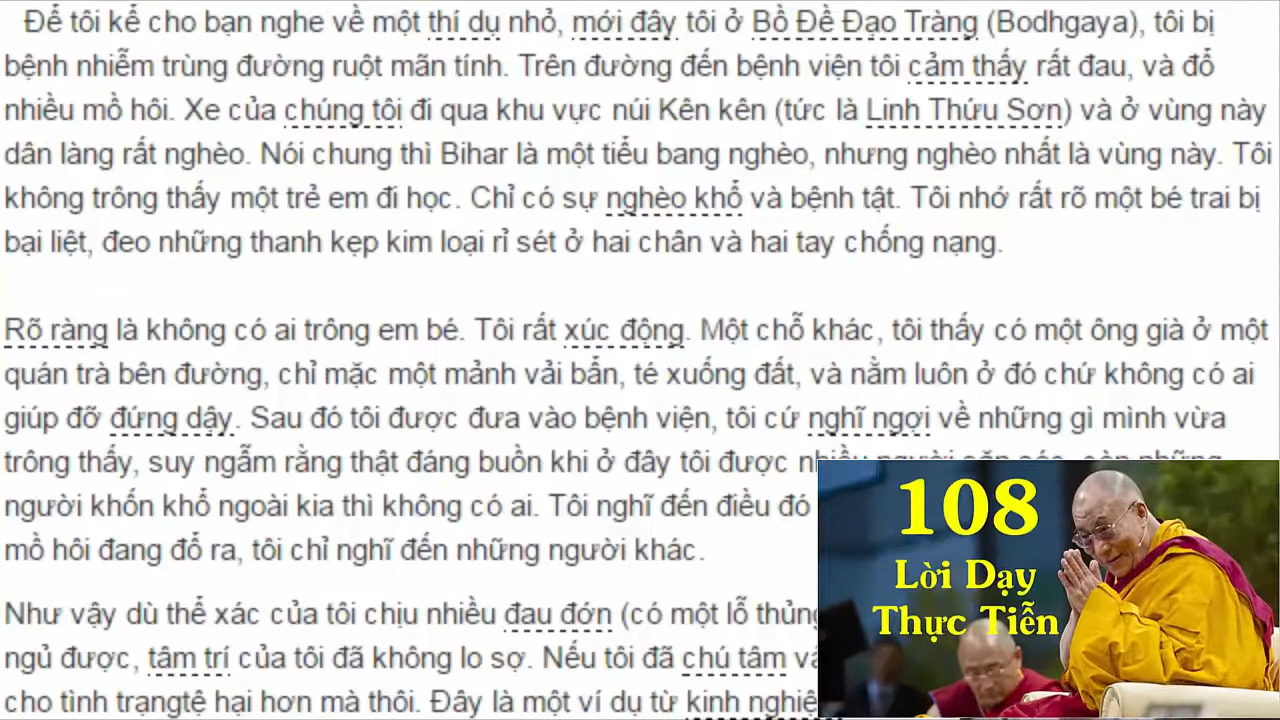 Để tôi kể cho bạn nghe về một thí dụ nhỏ, mới đây tôi ở Bồ Đề Đạo Tràng (Bodhgaya), tôi bị
bệnh nhiễm trùng đường ruột mãn tính. Trên đường đến bệnh viện tôi cảm thấy rất đau, và đổ
nhiều mồ hôi. Xe của chúng tôi đi qua khu vực núi Kên kên (tức là Linh Thứu Sơn) và ở vùng này
dân làng rất nghèo. Nói chung thì Bihar là một tiểu bang nghèo, nhưng nghèo nhất là vùng này. Tôi
không trông thấy một trẻ em đi học. Chỉ có sự nghèo khổ và bệnh tật. Tôi nhớ rất rõ một bé trai bị
bại liệt, đeo những thanh kẹp kim loại rỉ sét ở hai chân và hai tay chống nạng.
Rõ ràng là không có ai trông em bé. Tôi rất xúc động. Một chỗ khác, tôi thấy có một ông già ở một
quán trà bên đường, chỉ mặc một mảnh vải bẩn, té xuống đất, và nằm luôn ở đó chứ không có ai
giúp đỡ đứng dậy. Sau đó tôi được đưa vào bệnh viện, tôi cứ nghĩ ngợi về những gì mình vừa
trông thấy, suy ngẫm rằng thật đáng buồn khi ở đây tôi được
người khốn khổ ngoài kia thì không có ai. Tôi nghĩ đến điều đó
mồ hôi đang đổ ra, tôi chỉ nghĩ đến những người khác.
Như vậy dù thể xác của tôi chịu nhiều đau đớn (có một lỗ
ngủ được, tâm trí của tôi đã không lo sợ. Nếu tôi đã chú tâm
cho tình trạngtệ hại hơn mà thôi. Đây là một ví dụ từ
108
Lời Dạy
Thực Tiễn